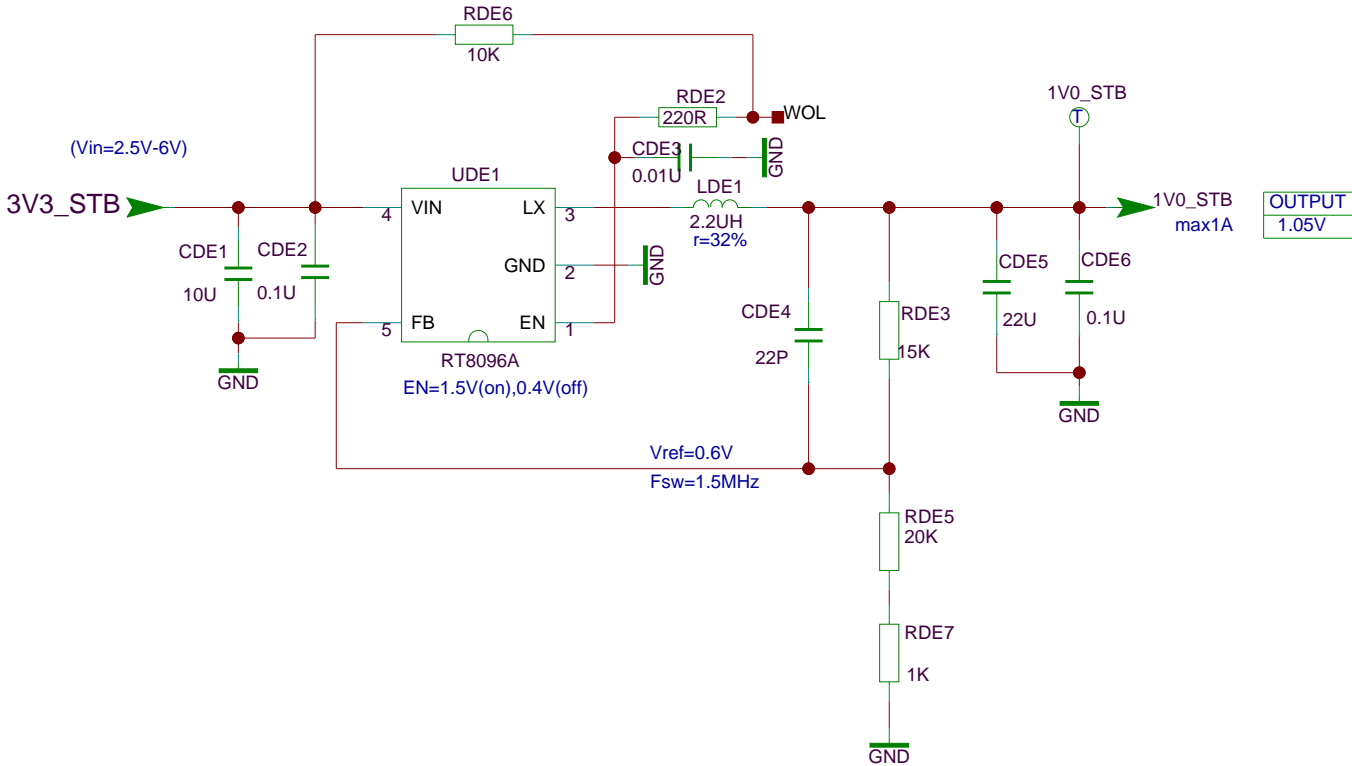 RDE6
10K
1V0_STB
T
RDE2
220R
WOL
(Vin=2.5V-6V)
CDE3
0.01U
GND
UDE1
LDE1
3V3_STB
4
VIN
LX
3
2.2UH
r=32%
1V0_STB
max1A
OUTPUT
1.05V
CDE1
10U
CDE2
0.1U
GND
2
GND
CDE5
22U
CDE6
0.1U
CDE4
22P
RDE3
15K
5
FB
EN
1
RT8096A
GND
EN=1.5V(on),0.4V(off)
GND
Vref=0.6V
Fsw=1.5MHz
RDE5
20K
RDE7
1K
GND